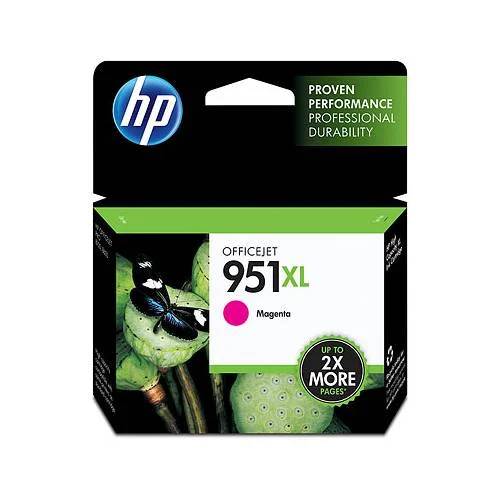 hp
PROVEN
PERFORMANCE
PROFESSIONAL
DURABILITY
OFFICEJET
951XL
Magenta
UP TO
2X
MORE
PAGES*